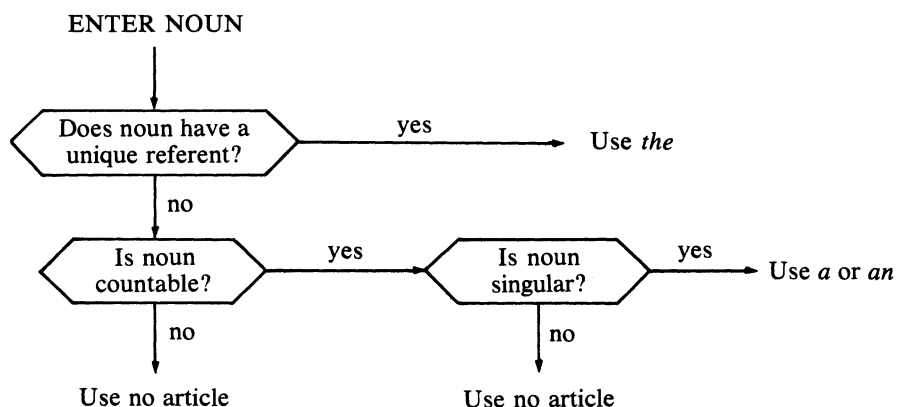 ENTER NOUN
Does noun have a
unique referent?
yes
Use the
no
Is noun
countable?
yes
Is noun
singular?
yes
Use a or an
no
no
Use no article
Use no article